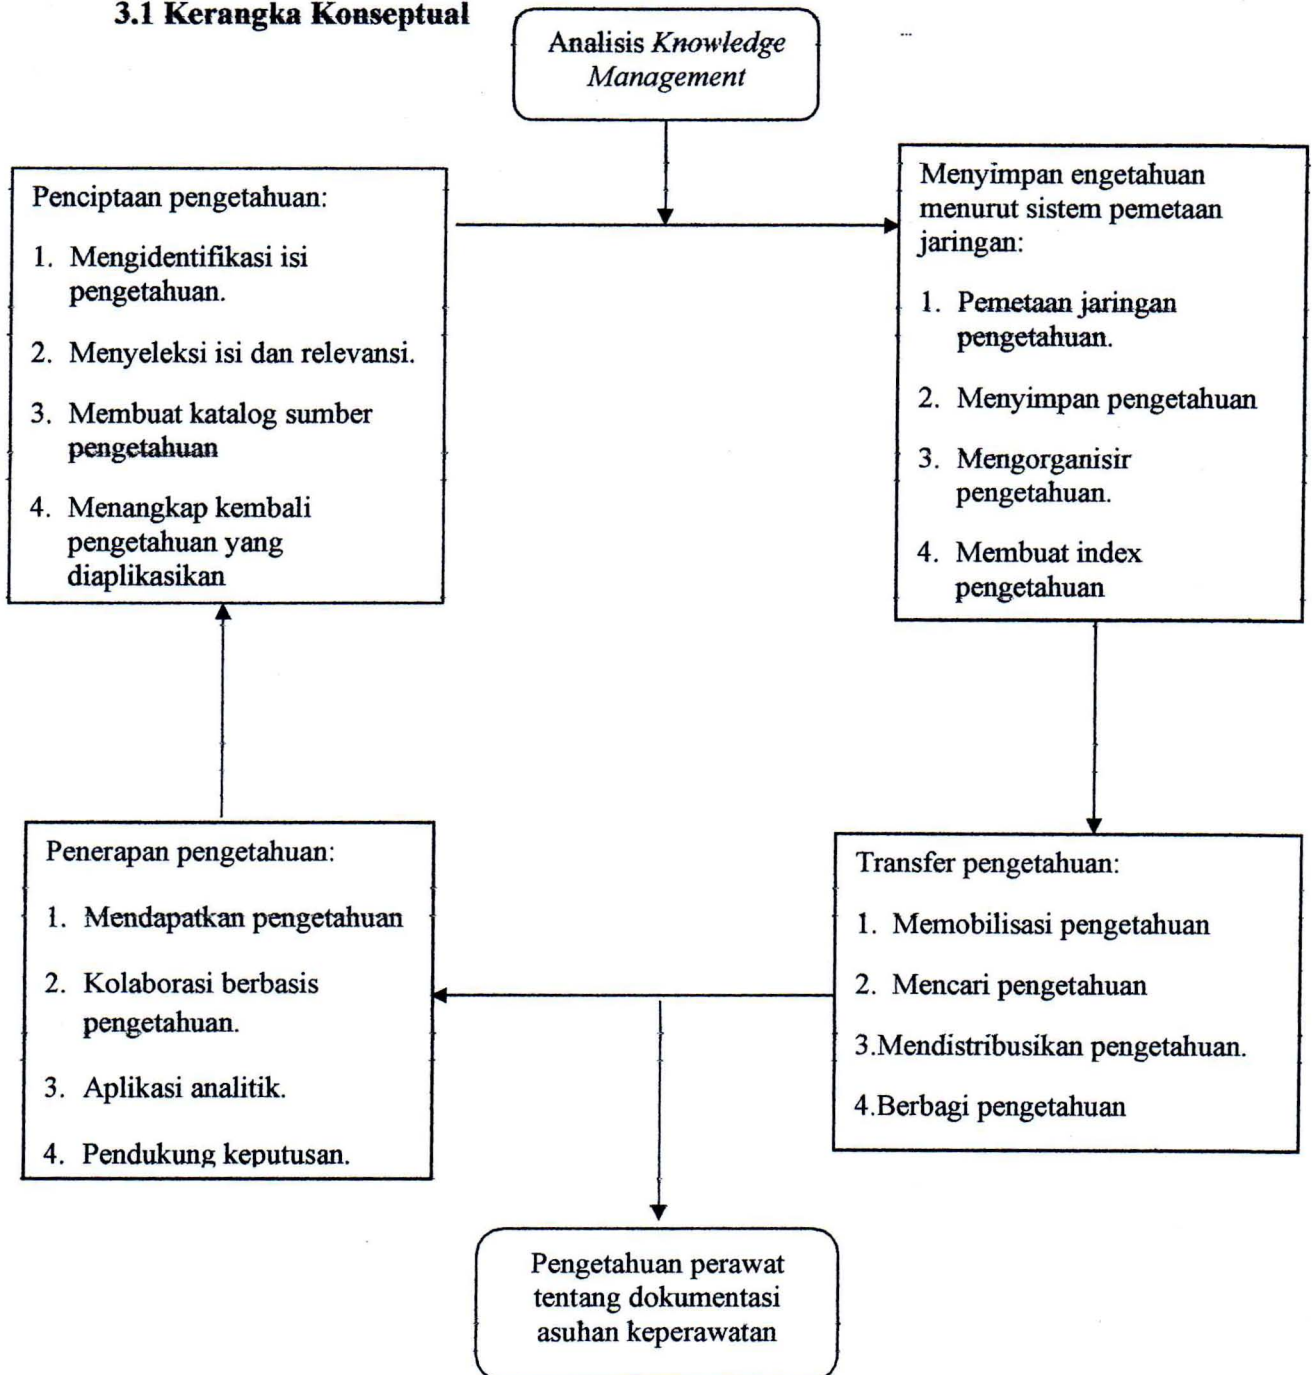 3.1 Kerangka Konseptual
Analisis Knowledge
Management
Penciptaan pengetahuan:
1. Mengidentifikasi isi
pengetahuan.
2. Menyeleksi isi dan relevansi.
3. Membuat katalog sumber
pengetahuan
4. Menangkap kembali
pengetahuan yang
diaplikasikan
Menyimpan engetahuan
menurut sistem pemetaan
jaringan:
1. Pemetaan jaringan
pengetahuan.
2. Menyimpan pengetahuan
3. Mengorganisir
pengetahuan.
4. Membuat index
pengetahuan
Penerapan pengetahuan:
1. Mendapatkan pengetahuan
2. Kolaborasi berbasis
pengetahuan.
3. Aplikasi analitik.
4. Pendukung keputusan.
Transfer pengetahuan:
1. Memobilisasi pengetahuan
2. Mencari pengetahuan
3.Mendistribusikan pengetahuan.
4.Berbagi pengetahuan
Pengetahuan perawat
tentang dokumentasi
asuhan keperawatan